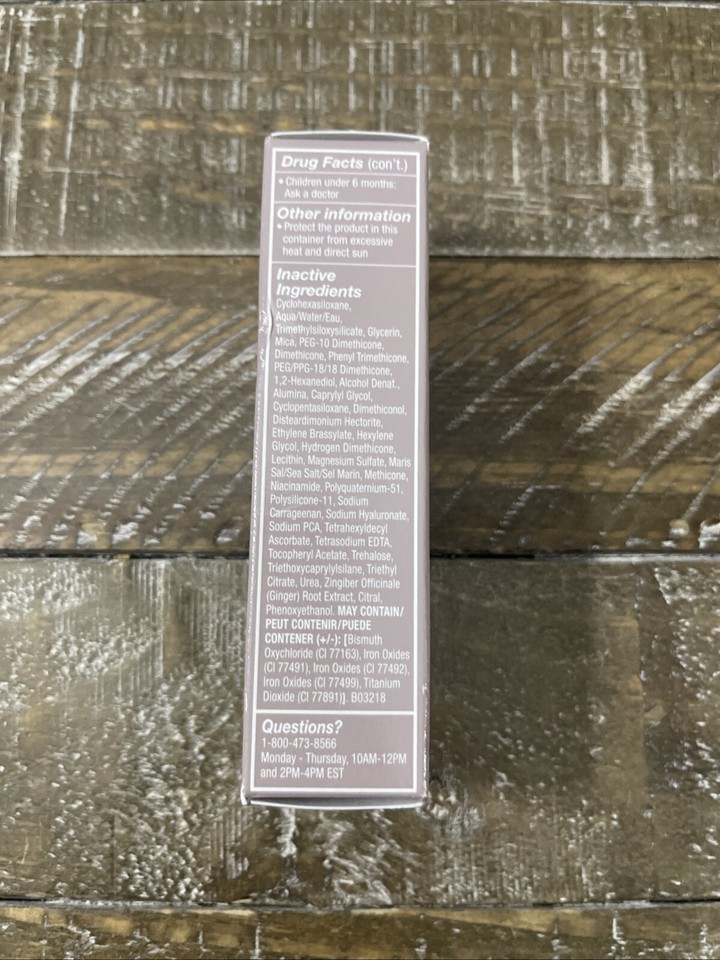 Drug Facts (con't.)
• Children under 6 months:
Ask a doctor
Other information
• Protect the product in this
container from excessive
heat and direct sun
Inactive
Ingredients
Cyclohexasiloxane,
Aqua/Water/Eau,
Trimethylsiloxysilicate, Glycerin,
Mica, PEG-10 Dimethicone,
Dimethicone, Phenyl Trimethicone,
PEG/PPG-18/18 Dimethicone,
1,2-Hexanediol, Alcohol Denat.,
Alumina, Caprylyl Glycol,
Cyclopentasiloxane, Dimethiconol,
Disteardimonium Hectorite,
Ethylene Brassylate, Hexylene
Glycol, Hydrogen Dimethicone,
Lecithin, Magnesium Sulfate, Maris
Sal/Sea Salt/Sel Marin, Methicone,
Niacinamide, Polyquaternium-51,
Polysilicone-11, Sodium
Carrageenan, Sodium Hyaluronate,
Sodium PCA, Tetrahexyldecyl
Ascorbate, Tetrasodium EDTA,
Tocopheryl Acetate, Trehalose,
Triethoxycaprylylsilane, Triethyl
Citrate, Urea, Zingiber Officinale
(Ginger) Root Extract, Citral,
Phenoxyethanol. MAY CONTAIN/
PEUT CONTENIR/PUEDE
CONTENER (+/-): [Bismuth
Oxychloride (CI 77163), Iron Oxides
(CI 77491), Iron Oxides (CI 77492),
Iron Oxides (CI 77499), Titanium
Dioxide (CI 77891)]. B03218
Questions?
1-800-473-8566
Monday - Thursday, 10AM-12PM
and 2PM-4PM EST